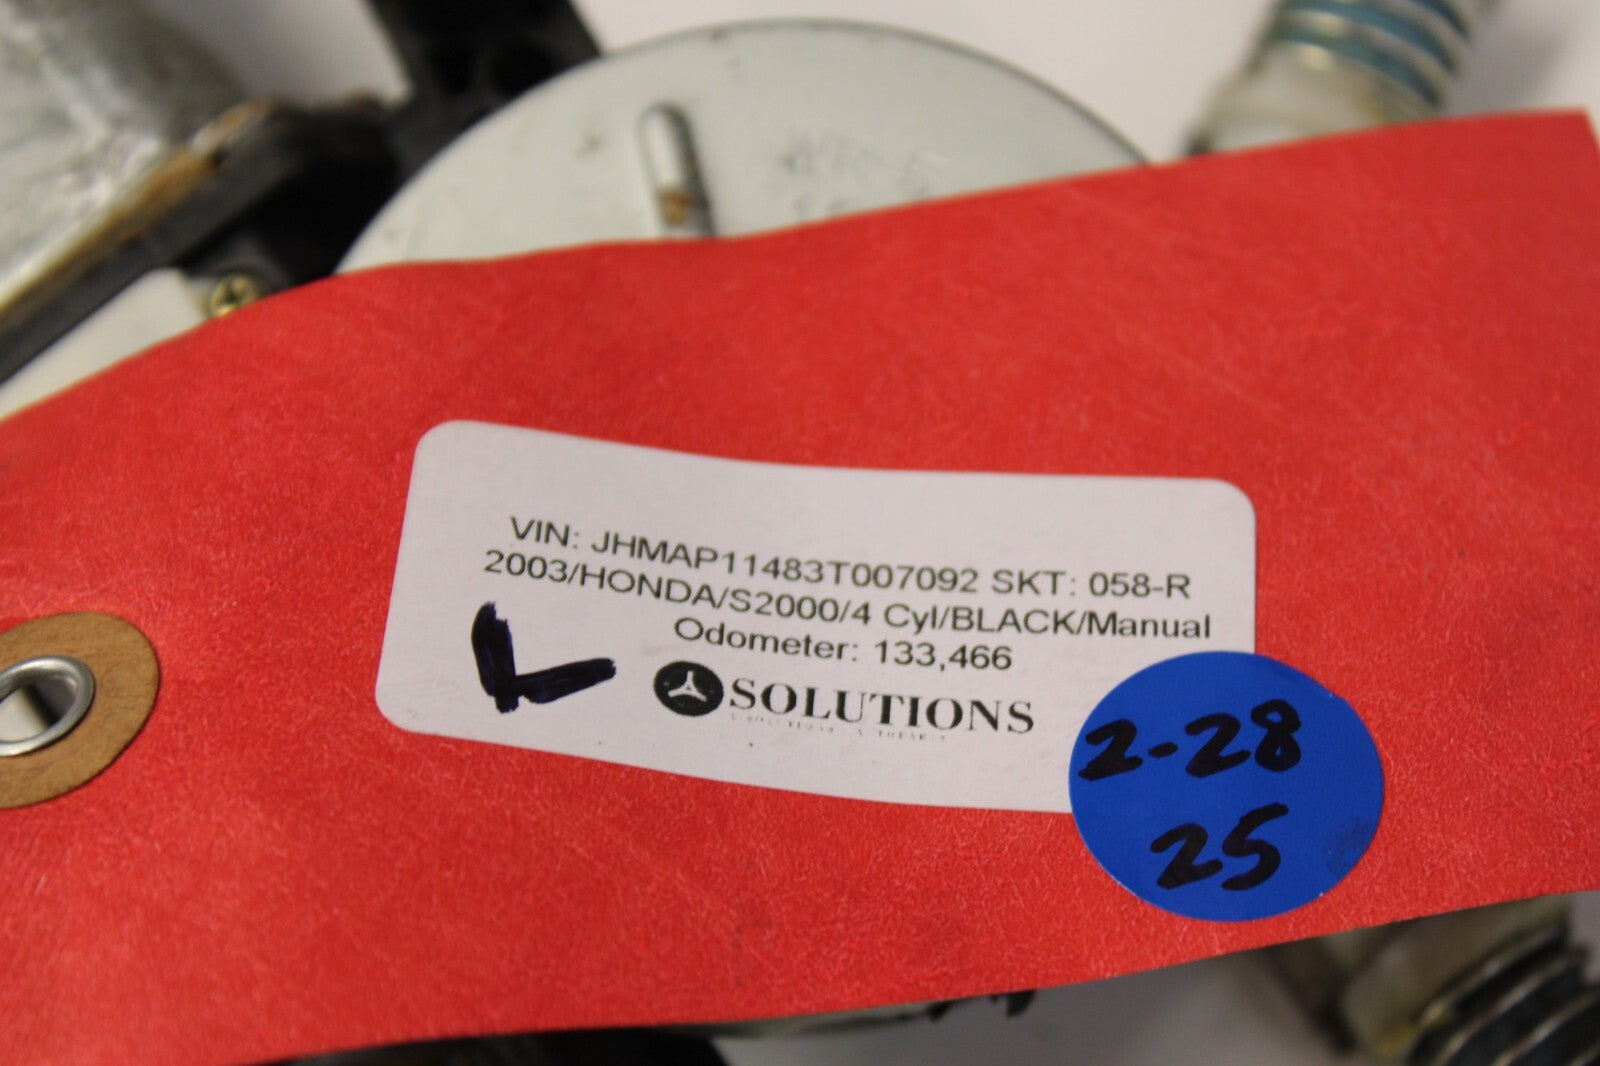 VIN: JHMAP11483T007092 SKT: 058-R
2003/HONDA/S2000/4 Cyl/BLACK/Manual
Odometer: 133,466
L
SOLUTIONS
2-28
25